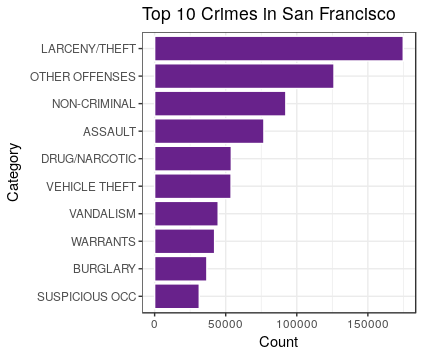 Top 10 Crimes in San Francisco
LARCENY/THEFT
OTHER OFFENSES
NON-CRIMINAL
ASSAULT
DRUG/NARCOTIC
VEHICLE THEFT
VANDALISM
WARRANTS
BURGLARY
SUSPICIOUS OCC
Category
0 50000 100000 150000
Count